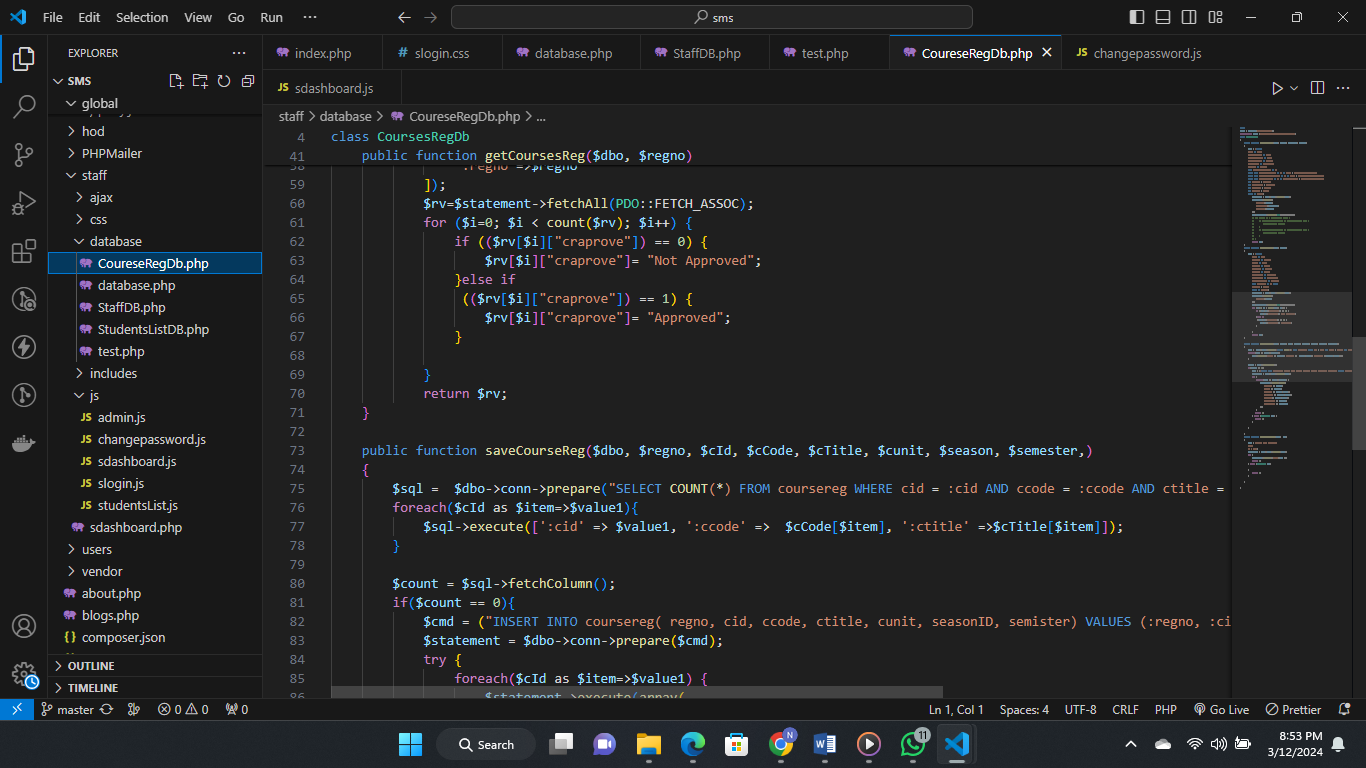 File Edit Selection View Go Run ···
sms
EXPLORER ···
SMS
global
hod
PHPMailer
staff
ajax
css
database
CoureseRegDb.php
database.php
StaffDB.php
StudentsListDB.php
test.php
includes
js
JS admin.js
JS changepassword.js
JS sdashboard.js
JS slogin.js
JS studentsList.js
sdashboard.php
users
vendor
about.php
blogs.php
{} composer.json
OUTLINE
TIMELINE
index.php # slogin.css database.php StaffDB.php test.php CoureseRegDb.php JS changepassword.js
JS sdashboard.js
staff > database > CoureseRegDb.php > ...
4 class CoursesRegDb
41 public function getCoursesReg($dbo, $regno)
58 ":regno"=>$regno
59 ]);
60 $rv=$statement->fetchAll(PDO::FETCH_ASSOC);
61 for ($i=0; $i < count($rv); $i++) {
62 if (($rv[$i]["craprove"]) == 0) {
63 $rv[$i]["craprove"]= "Not Approved";
64 }else if
65 (($rv[$i]["craprove"]) == 1) {
66 $rv[$i]["craprove"]= "Approved";
67 }
68
69 }
70 return $rv;
71 }
72
73 public function saveCourseReg($dbo, $regno, $cId, $cCode, $cTitle, $cunit, $season, $semester,)
74 {
75 $sql = $dbo->conn->prepare("SELECT COUNT(*) FROM coursereg WHERE cid = :cid AND ccode = :ccode AND ctitle =
76 foreach($cId as $item=>$value1){
77 $sql->execute([':cid' => $value1, ':ccode' => $cCode[$item], ':ctitle' =>$cTitle[$item]]);
78 }
79
80 $count = $sql->fetchColumn();
81 if($count == 0){
82 $cmd = ("INSERT INTO coursereg( regno, cid, ccode, ctitle, cunit, seasonID, semister) VALUES (:regno, :ci
83 $statement = $dbo->conn->prepare($cmd);
84 try {
85 foreach($cId as $item=>$value1) {
86 $statement->execute(array(
master 0 0 0 Ln 1, Col 1 Spaces: 4 UTF-8 CRLF PHP Go Live Prettier
Search
N
11
8:53 PM
3/12/2024